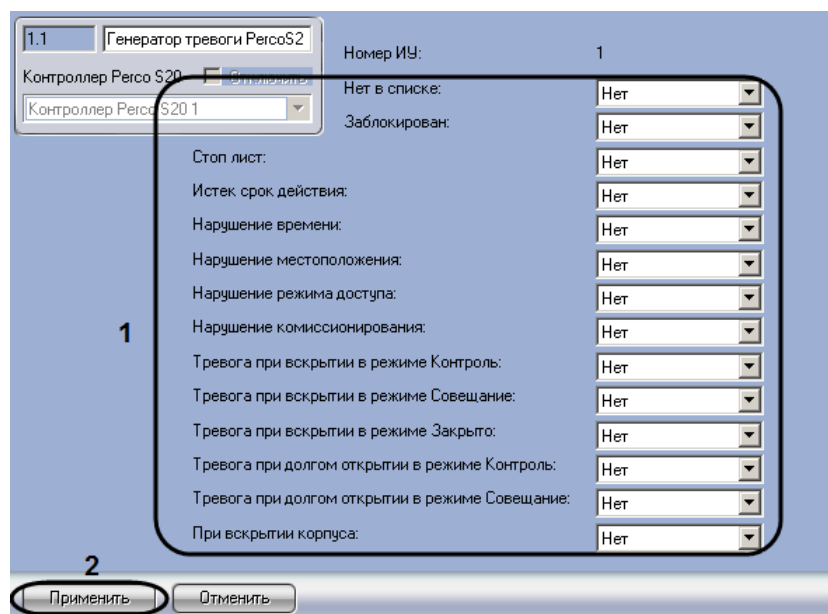 1.1 Генератор тревоги PercoS2
Контроллер Perco S20 Отключить
Контроллер Perco S20 1
Номер ИУ: 1
Нет в списке: Нет
Заблокирован: Нет
Стоп лист: Нет
Истек срок действия: Нет
Нарушение времени: Нет
Нарушение местоположения: Нет
Нарушение режима доступа: Нет
Нарушение комиссионирования: Нет
1
Тревога при вскрытии в режиме Контроль: Нет
Тревога при вскрытии в режиме Совещание: Нет
Тревога при вскрытии в режиме Закрыто: Нет
Тревога при долгом открытии в режиме Контроль: Нет
Тревога при долгом открытии в режиме Совещание: Нет
При вскрытии корпуса: Нет
2
Применить Отменить